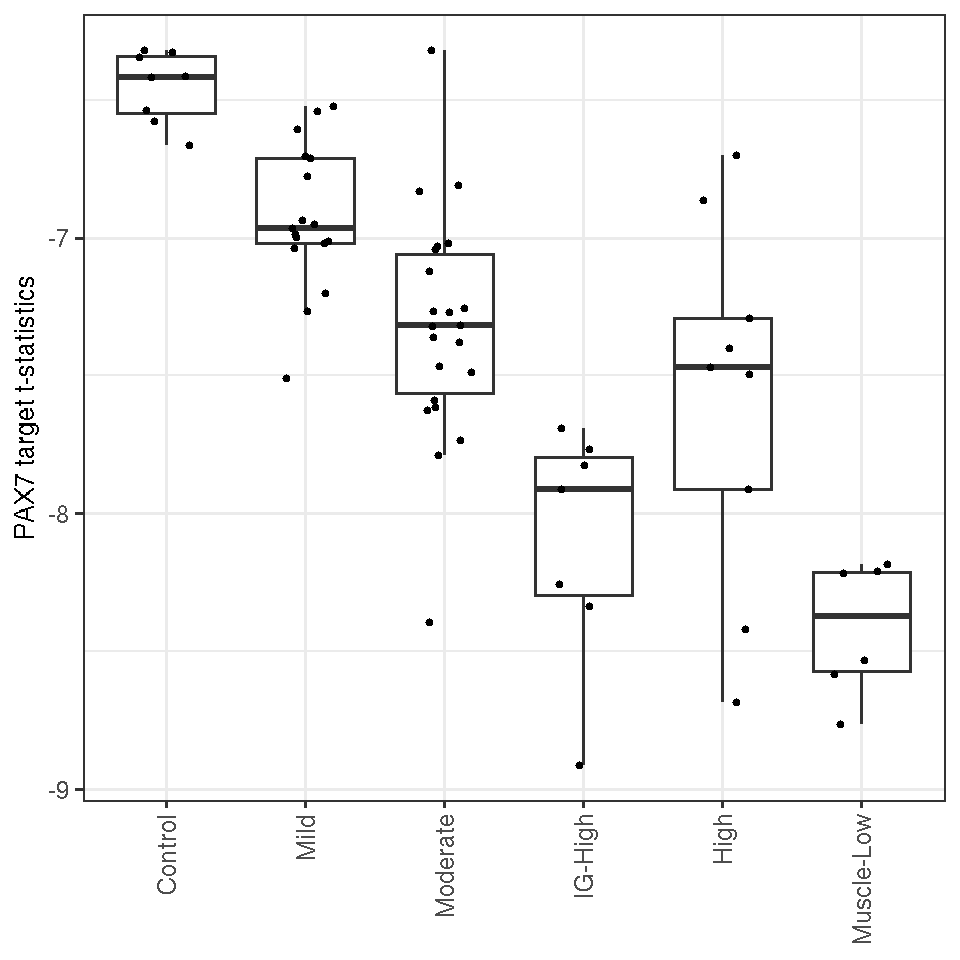 PAX7 target t-statistics
-7
-8
-9
Control
Mild
Moderate
IG-High
High
Muscle-Low